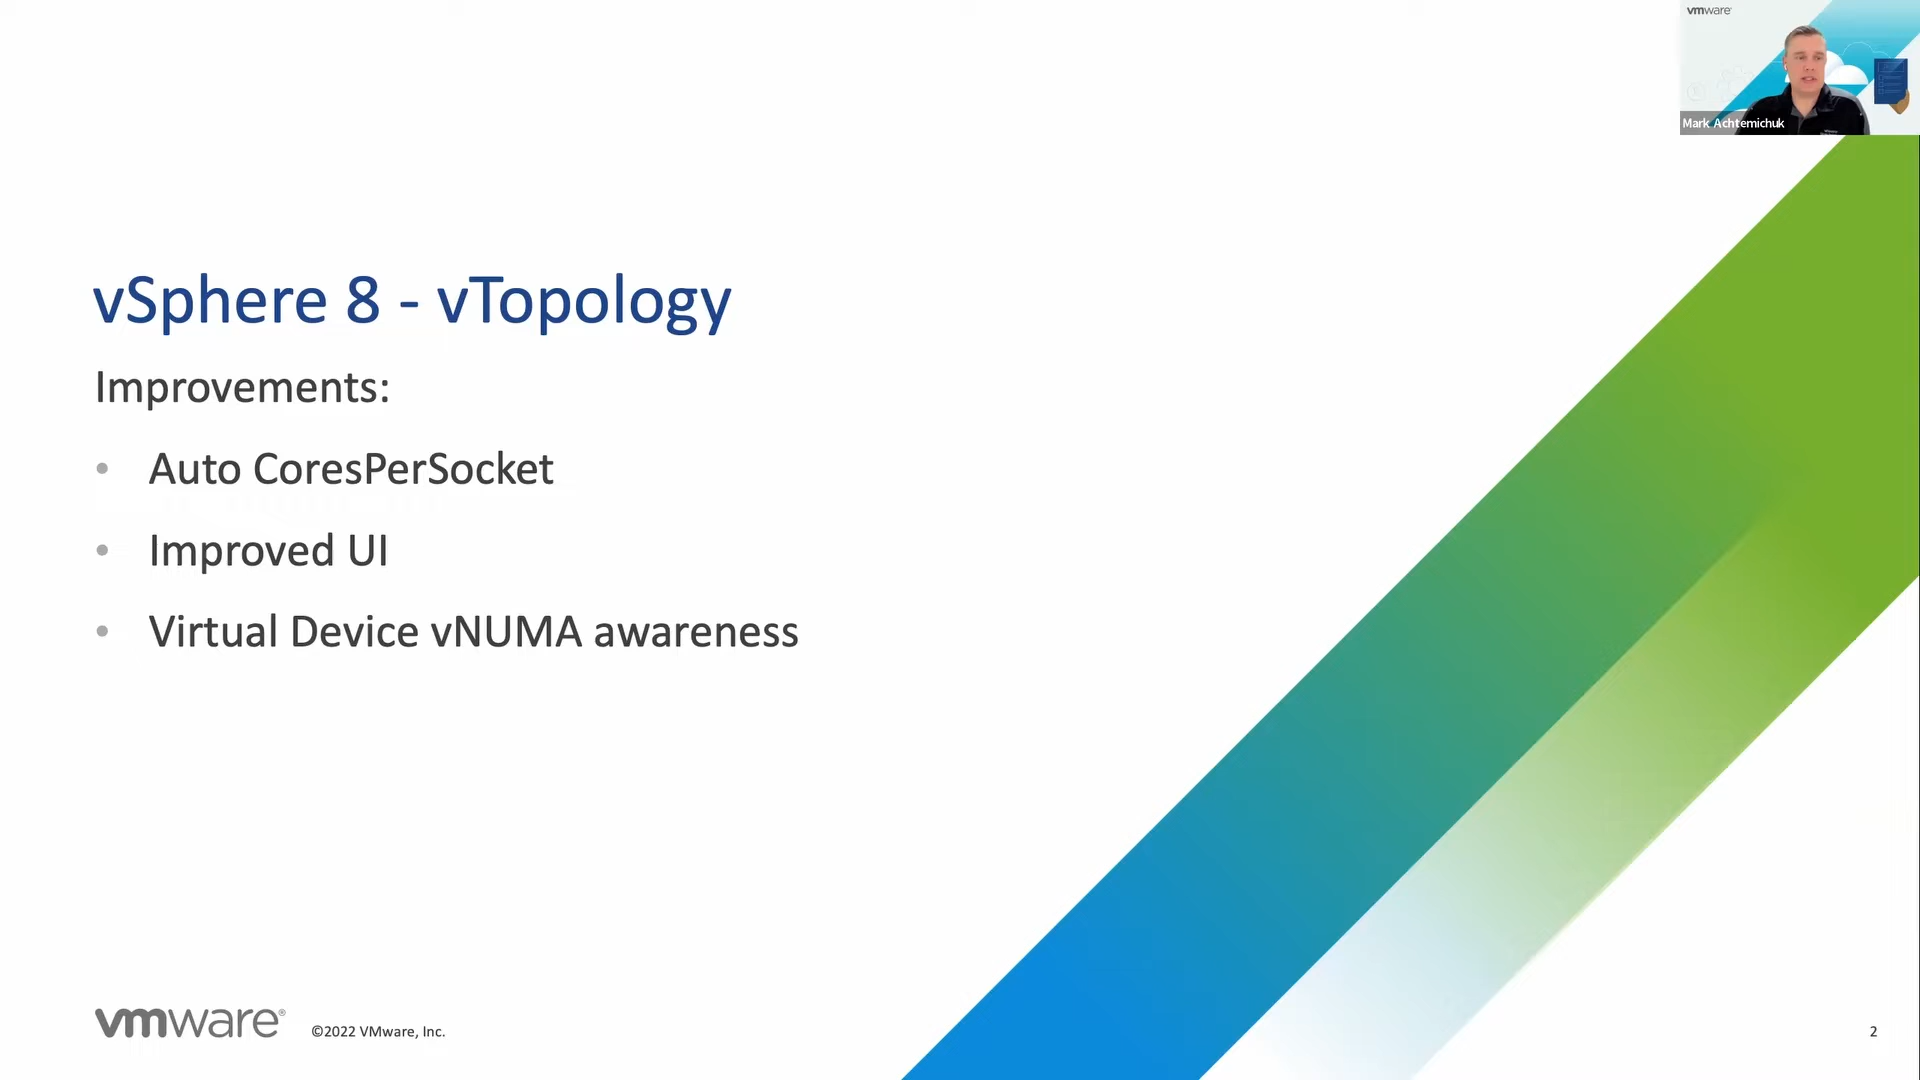 vmware
Mark Achtemichuk
vSphere 8 - vTopology
Improvements:
• Auto CoresPerSocket
• Improved UI
• Virtual Device vNUMA awareness
vmware®
©2022 VMware, Inc.
2